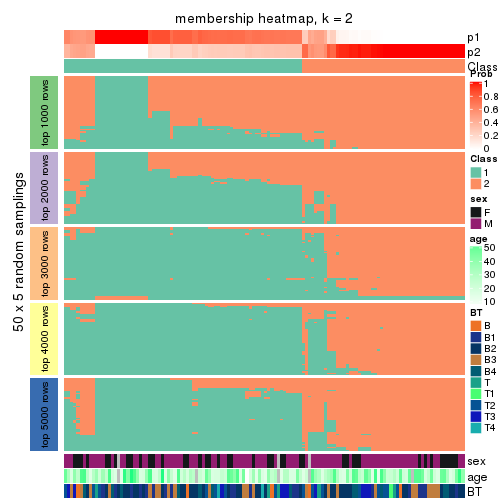 membership heatmap, k = 2
p1
p2
Class
Prob
1
0.8
0.6
0.4
0.2
0
Class
1
2
sex
F
M
age
50
40
30
20
10
BT
B
B1
B2
B3
B4
T
T1
T2
T3
T4
50 x 5 random samplings
top 1000 rows
top 2000 rows
top 3000 rows
top 4000 rows
top 5000 rows
sex
age
BT